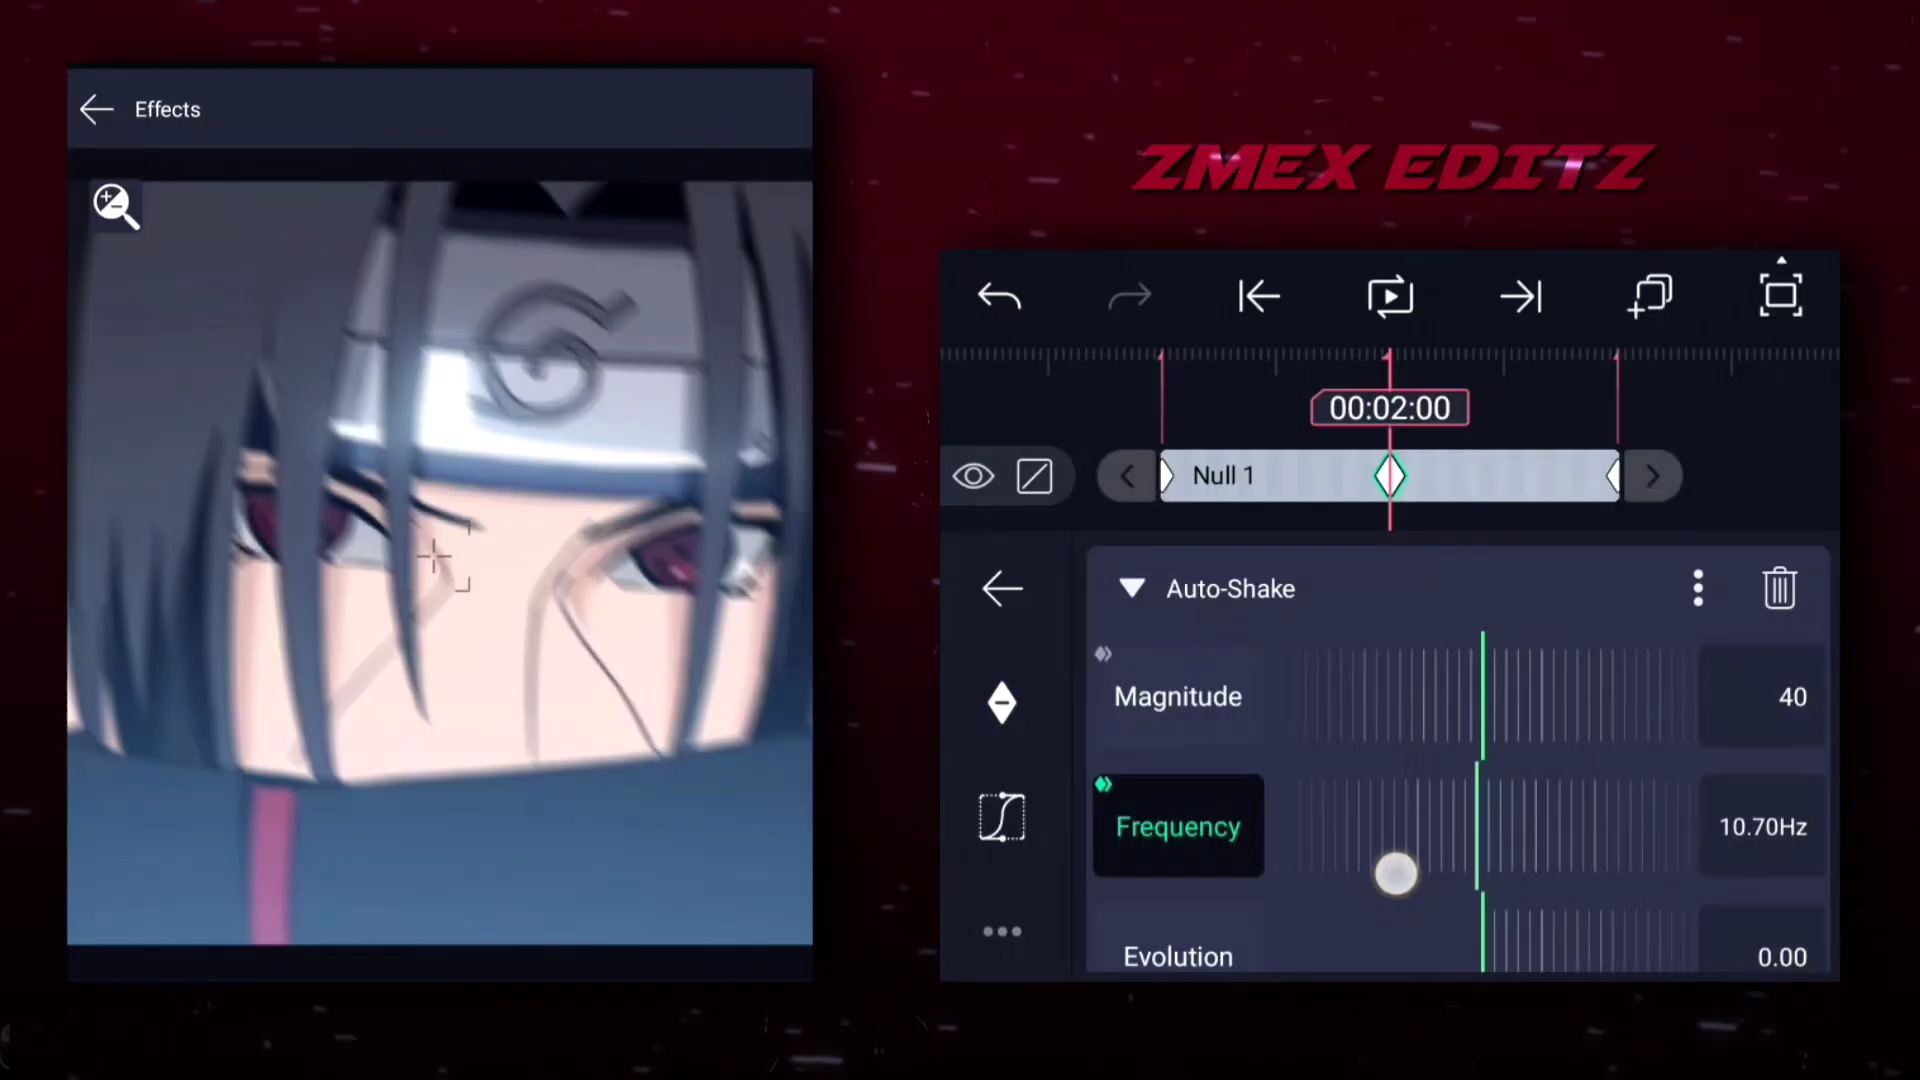 Effects
ZMEX EDITZ
00:02:00
Null 1
Auto-Shake
Magnitude
40
Frequency
10.70Hz
Evolution
0.00